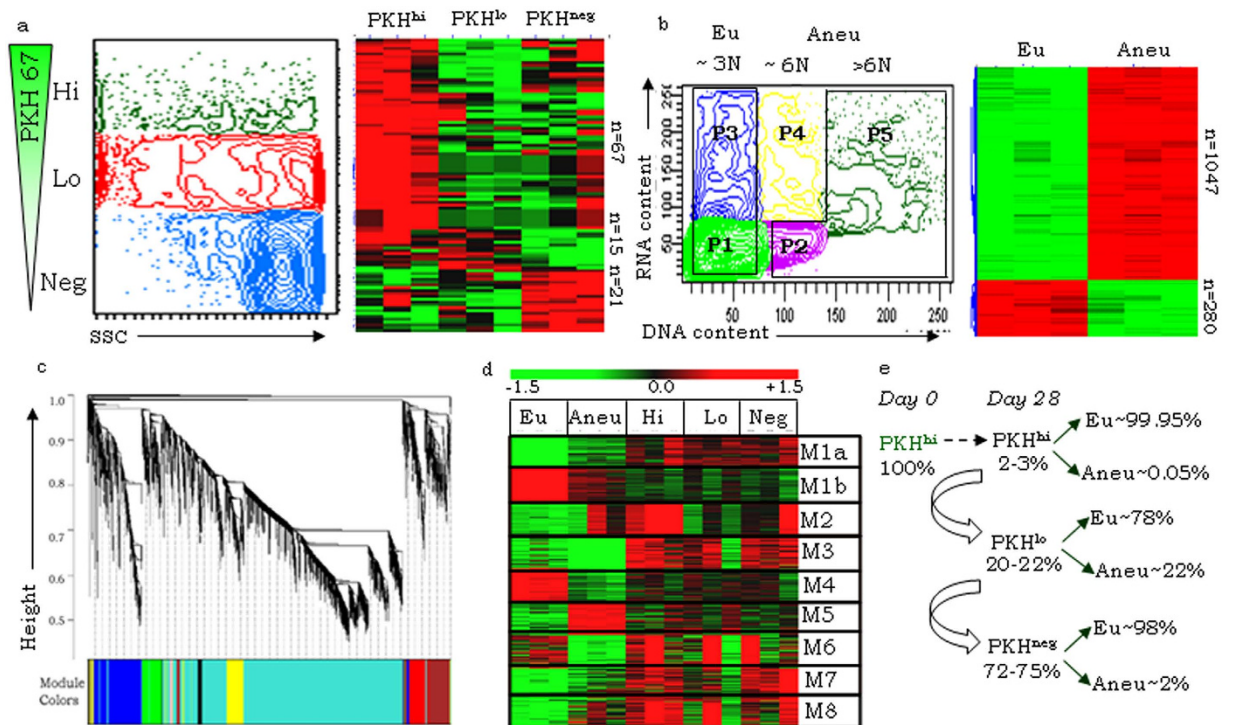 a
PKH 67
Hi
Lo
Neg
SSC
PKHhi PKHlo PKHneg
n=67
n=15 n=21
b
Eu Aneu
~3N ~6N >6N
RNA content
50 100 150 200
P3 P4 P5
P1 P2
0 50 100 150 200 250
DNA content
Eu Aneu
n=1047
n=280
c
Height
1.0
0.9
0.8
0.7
0.6
0.5
Module
Colors
d
-1.5 0.0 +1.5
Eu Aneu Hi Lo Neg
M1a
M1b
M2
M3
M4
M5
M6
M7
M8
e
Day 0 Day 28
PKHhi
100%
PKHhi
2-3%
Eu~99.95%
Aneu~0.05%
PKHlo
20-22%
Eu~78%
Aneu~22%
PKHneg
72-75%
Eu~98%
Aneu~2%